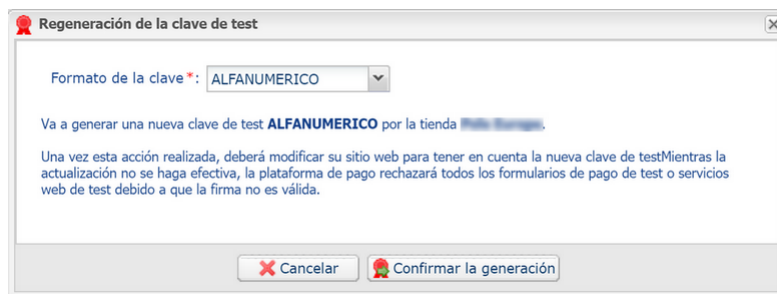 Regeneración de la clave de test
Formato de la clave*: ALFANUMERICO
Va a generar una nueva clave de test ALFANUMERICO por la tienda .
Una vez esta acción realizada, deberá modificar su sitio web para tener en cuenta la nueva clave de testMientras la
actualización no se haga efectiva, la plataforma de pago rechazará todos los formularios de pago de test o servicios
web de test debido a que la firma no es válida.
Cancelar Confirmar la generación